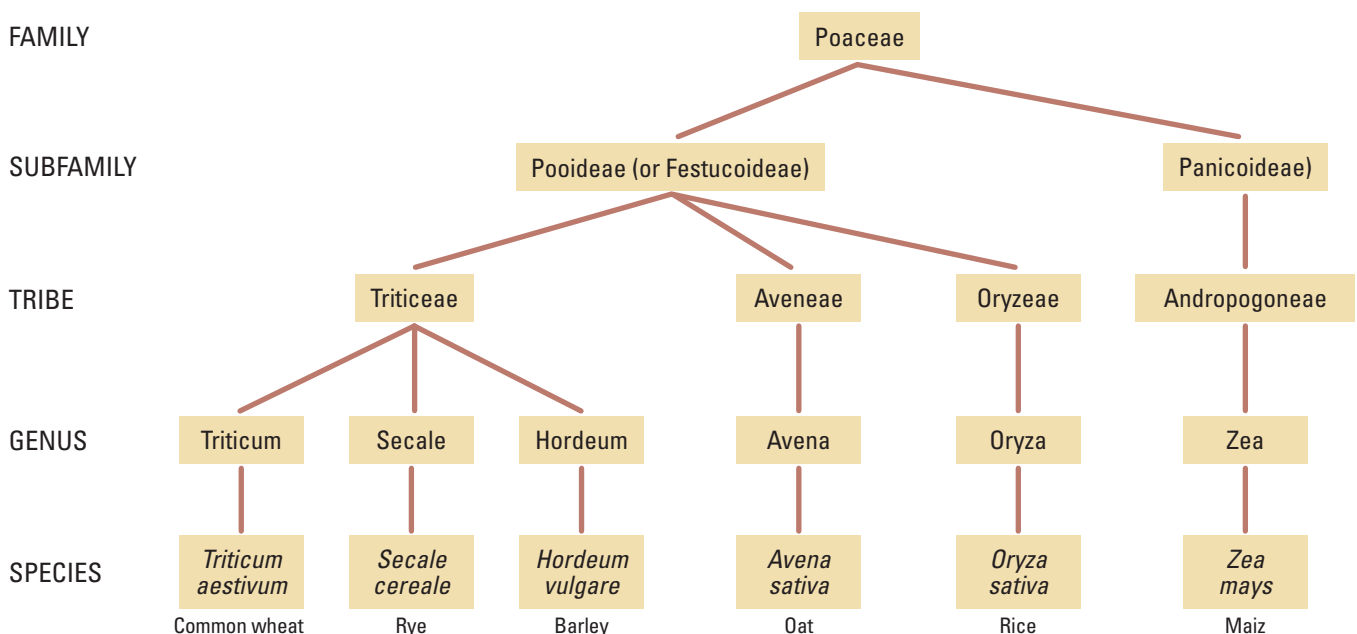 FAMILY
Poaceae
SUBFAMILY
Pooideae (or Festucoideae)
Panicoideae)
TRIBE
Triticeae
Aveneae
Oryzeae
Andropogoneae
GENUS
Triticum
Secale
Hordeum
Avena
Oryza
Zea
SPECIES
Triticum
aestivum
Secale
cereale
Hordeum
vulgare
Avena
sativa
Oryza
sativa
Zea
mays
Common wheat
Rye
Barley
Oat
Rice
Maiz